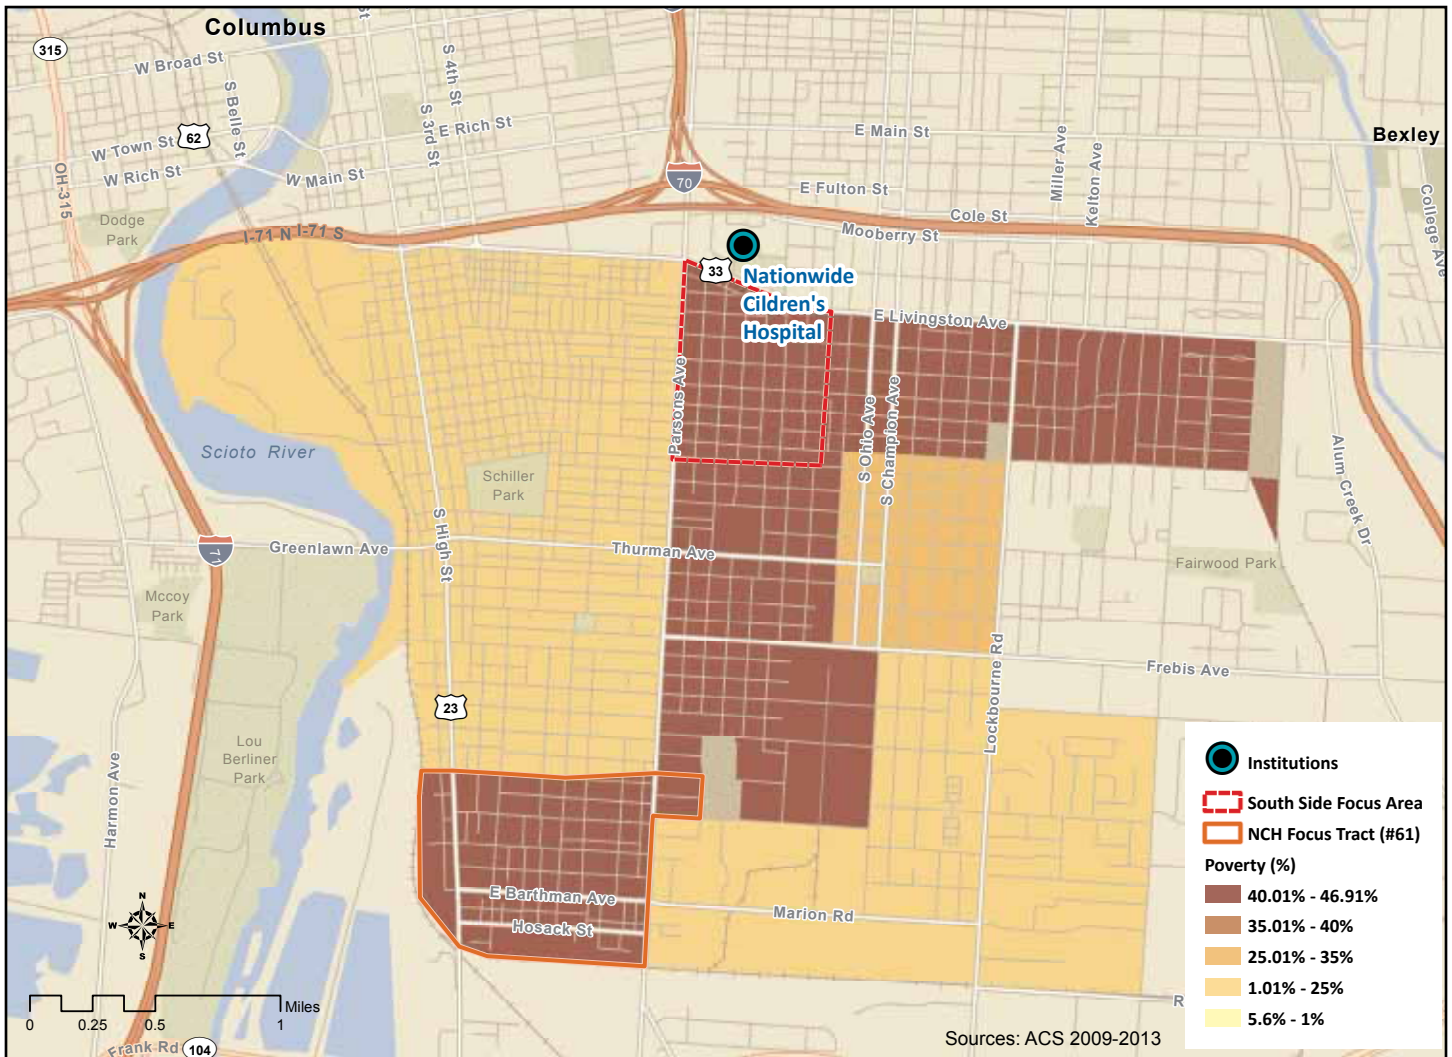 Columbus
315
W Broad St
St
S 4th St
S Belle St
S 3rd St
E Rich St
E Main St
Bexley
62
W Town St
W Rich St
W Main St
OH-315
70
E Fulton St
Miller Ave
Kelton Ave
College Ave
Cole St
Mooberry St
Dodge
Park
I-71 N
I-71 S
33
Nationwide
Cildren's
Hospital
E Livingston Ave
Parsons Ave
S Ohio Ave
S Champion Ave
Scioto River
Schiller
Park
Alum Creek Dr
S High St
71
Greenlawn Ave
Thurman Ave
Fairwood Park
Mccoy
Park
Lockbourne Rd
Frebis Ave
23
Lou
Berliner
Park
Harmon Ave
E Barthman Ave
Hosack St
Marion Rd
R
N
W
E
S
Miles
0
0.25
0.5
1
Frank Rd
104
Sources: ACS 2009-2013
Institutions
South Side Focus Area
NCH Focus Tract (#61)
Poverty (%)
40.01% - 46.91%
35.01% - 40%
25.01% - 35%
1.01% - 25%
5.6% - 1%